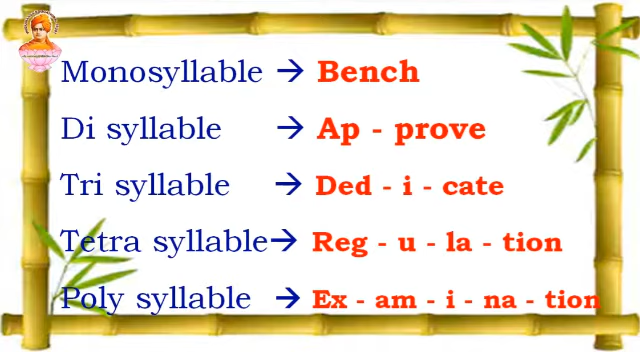 Monosyllable → Bench
Di syllable → Ap - prove
Tri syllable → Ded - i - cate
Tetra syllable→ Reg - u - la - tion
Poly syllable → Ex - am - i - na - tion